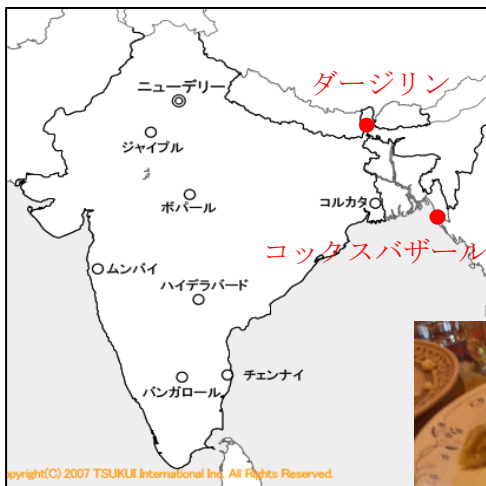 ダージリン
ニューデリー
ジャイプル
ボパール
コルカタ
コックスバザール
ムンバイ
ハイデラバード
チェンナイ
バンガロール
opyright(C) 2007 TSUKUI International Inc. All Rights Reserved.